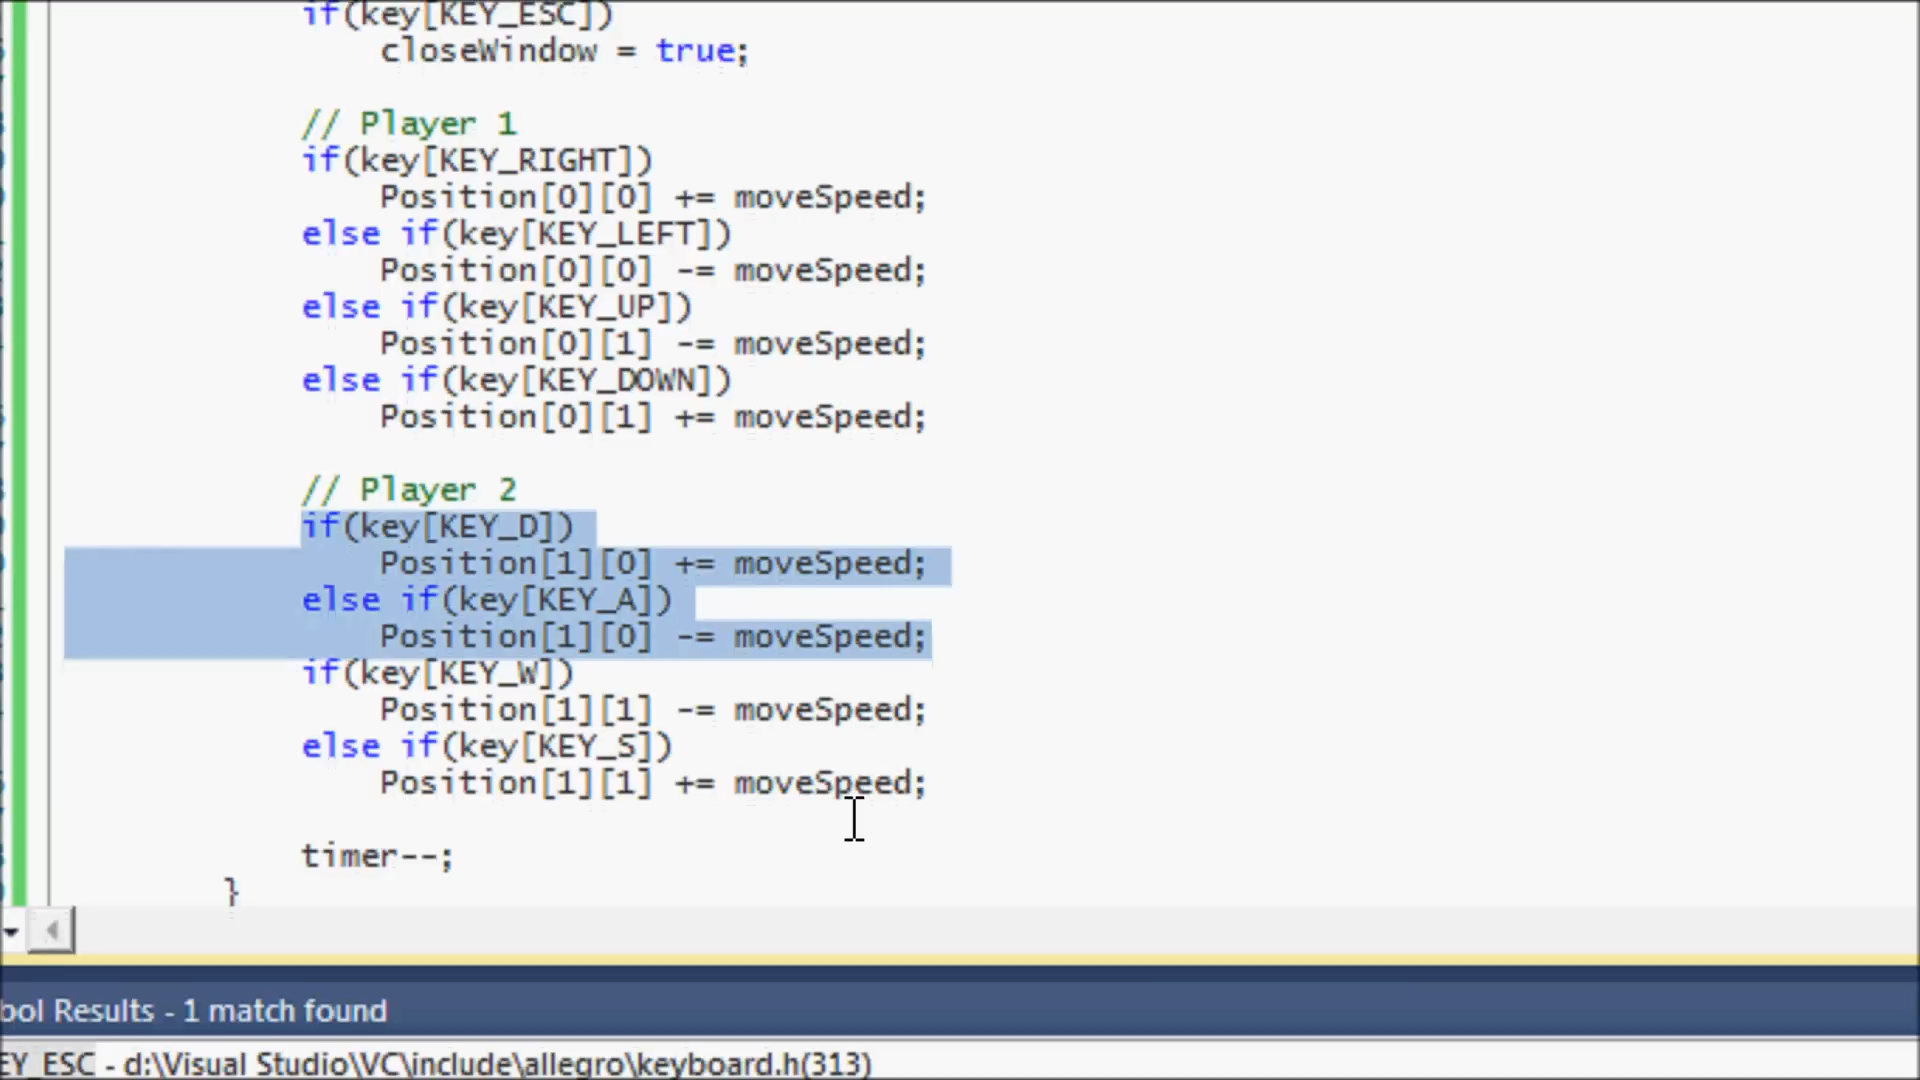 if(key[KEY_ESC])
closeWindow = true;
// Player 1
if(key[KEY_RIGHT])
Position[0][0] += moveSpeed;
else if(key[KEY_LEFT])
Position[0][0] -= moveSpeed;
else if(key[KEY_UP])
Position[0][1] -= moveSpeed;
else if(key[KEY_DOWN])
Position[0][1] += moveSpeed;
// Player 2
if(key[KEY_D])
Position[1][0] += moveSpeed;
else if(key[KEY_A])
Position[1][0] -= moveSpeed;
if(key[KEY_W])
Position[1][1] -= moveSpeed;
else if(key[KEY_S])
Position[1][1] += moveSpeed;
timer--;
}
bol Results - 1 match found
EY_ESC - d:\Visual Studio\VC\include\allegro\keyboard.h(313)